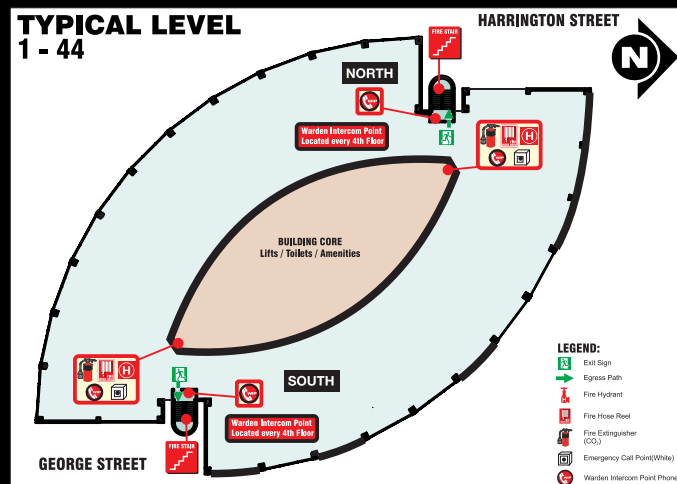 TYPICAL LEVEL
1 - 44
HARRINGTON STREET
FIRE STAIR
N
NORTH
Warden Intercom Point
Located every 4th Floor
H
BUILDING CORE
Lifts / Toilets / Amenities
H
SOUTH
Warden Intercom Point
Located every 4th Floor
FIRE STAIR
GEORGE STREET
LEGEND:
Exit Sign
Egress Path
Fire Hydrant
Fire Hose Reel
Fire Extinguisher
(CO₂)
Emergency Call Point(White)
Warden Intercom Point Phone